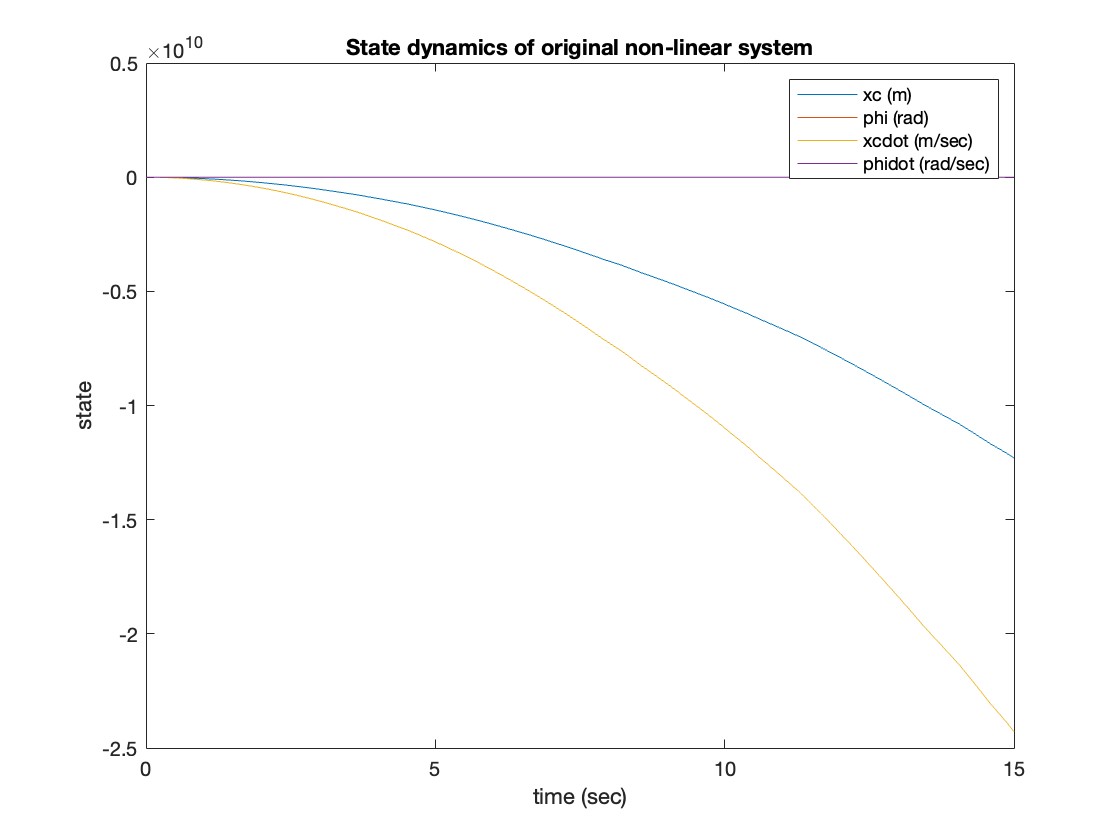 ×10^10
State dynamics of original non-linear system
0.5
0
-0.5
-1
-1.5
-2
-2.5
state
xc (m)
phi (rad)
xcdot (m/sec)
phidot (rad/sec)
0 5 10 15
time (sec)